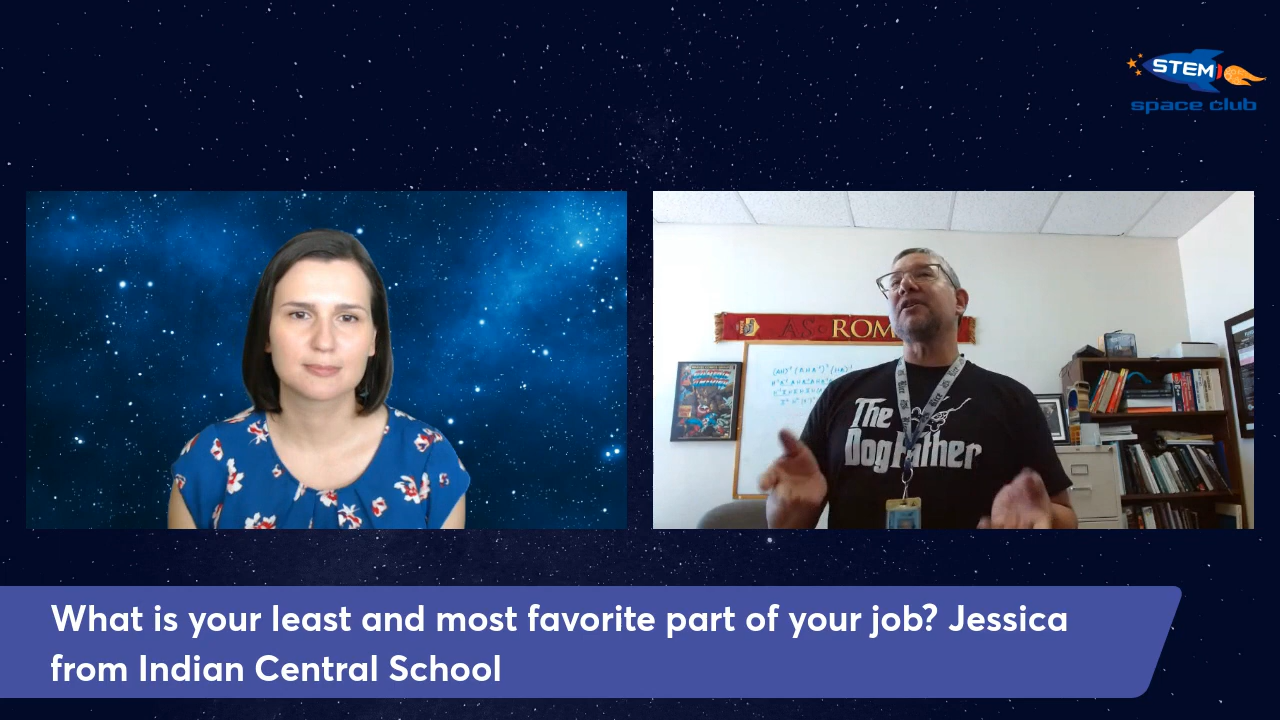 STEM
space club
AS ROM
The
DogFather
What is your least and most favorite part of your job? Jessica
from Indian Central School